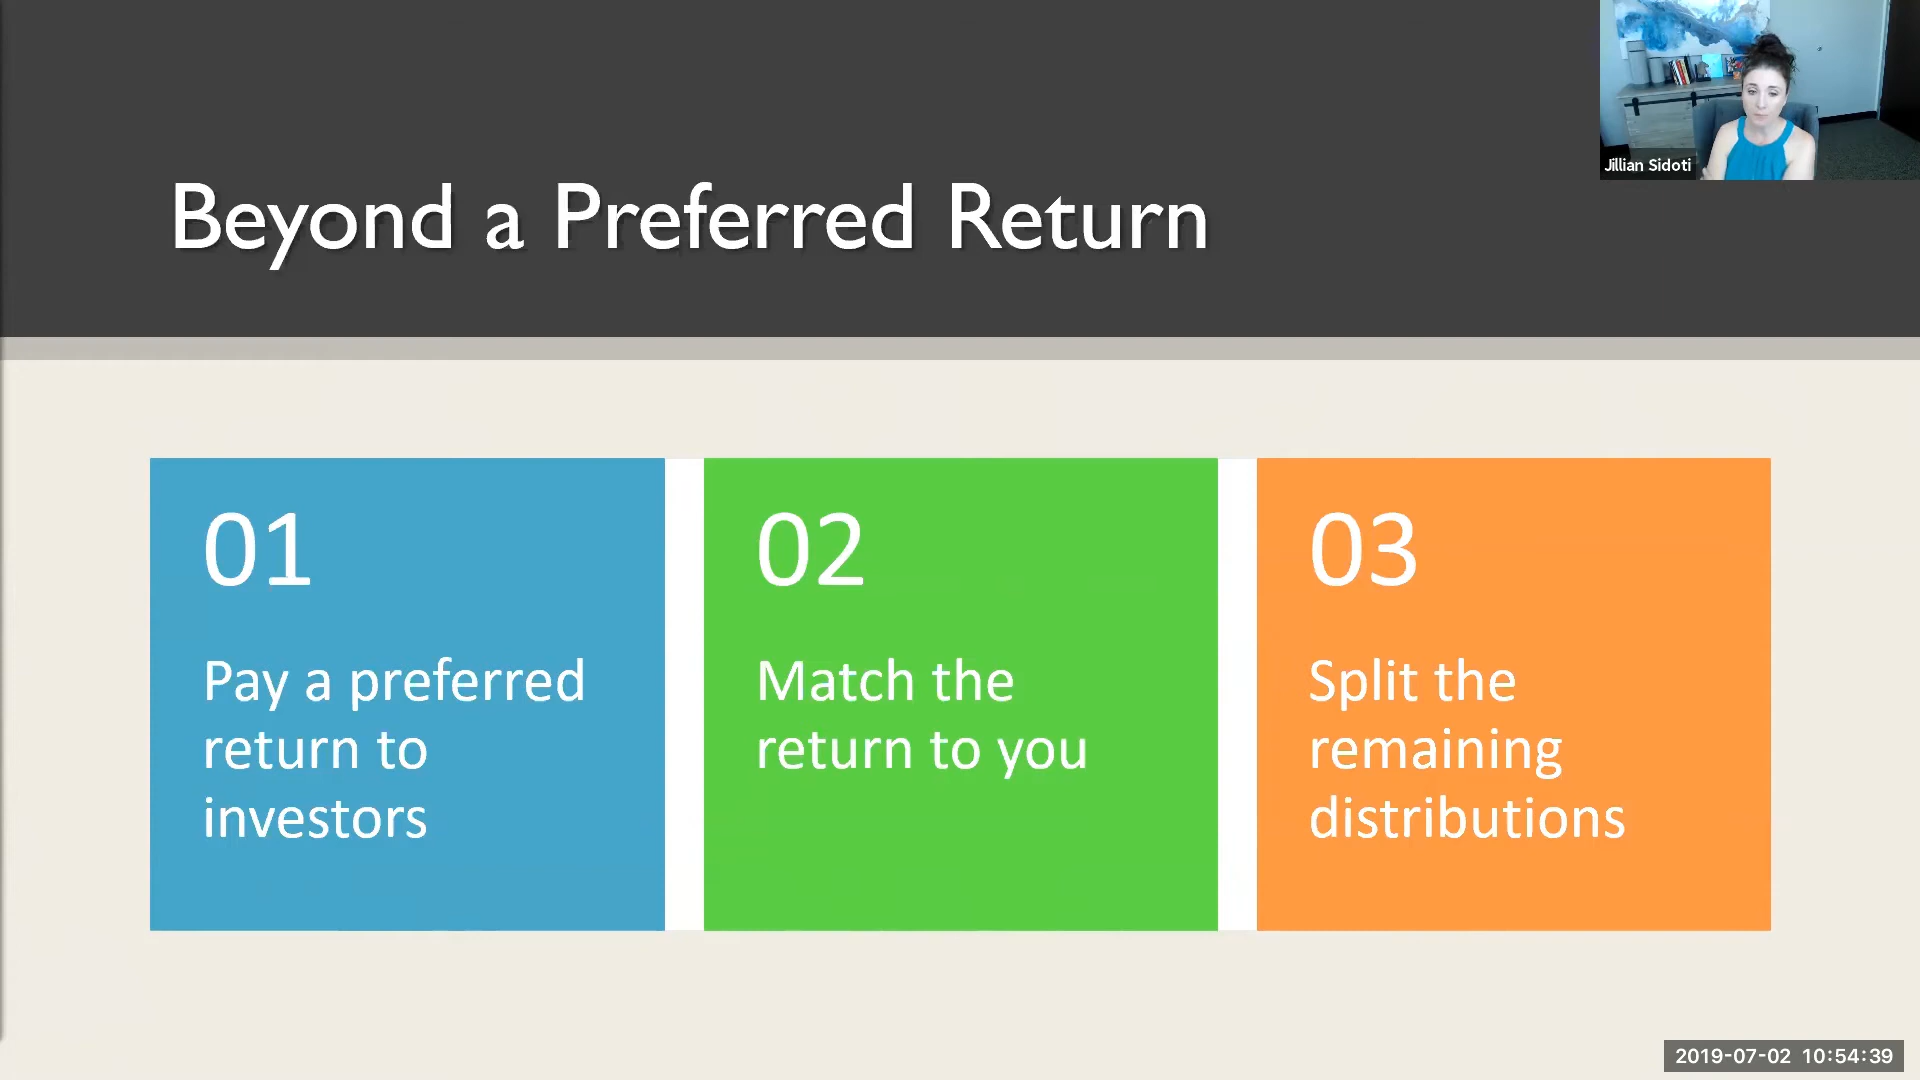 Jillian Sidoti
Beyond a Preferred Return
01
Pay a preferred
return to
investors
02
Match the
return to you
03
Split the
remaining
distributions
2019-07-02 10:54:39